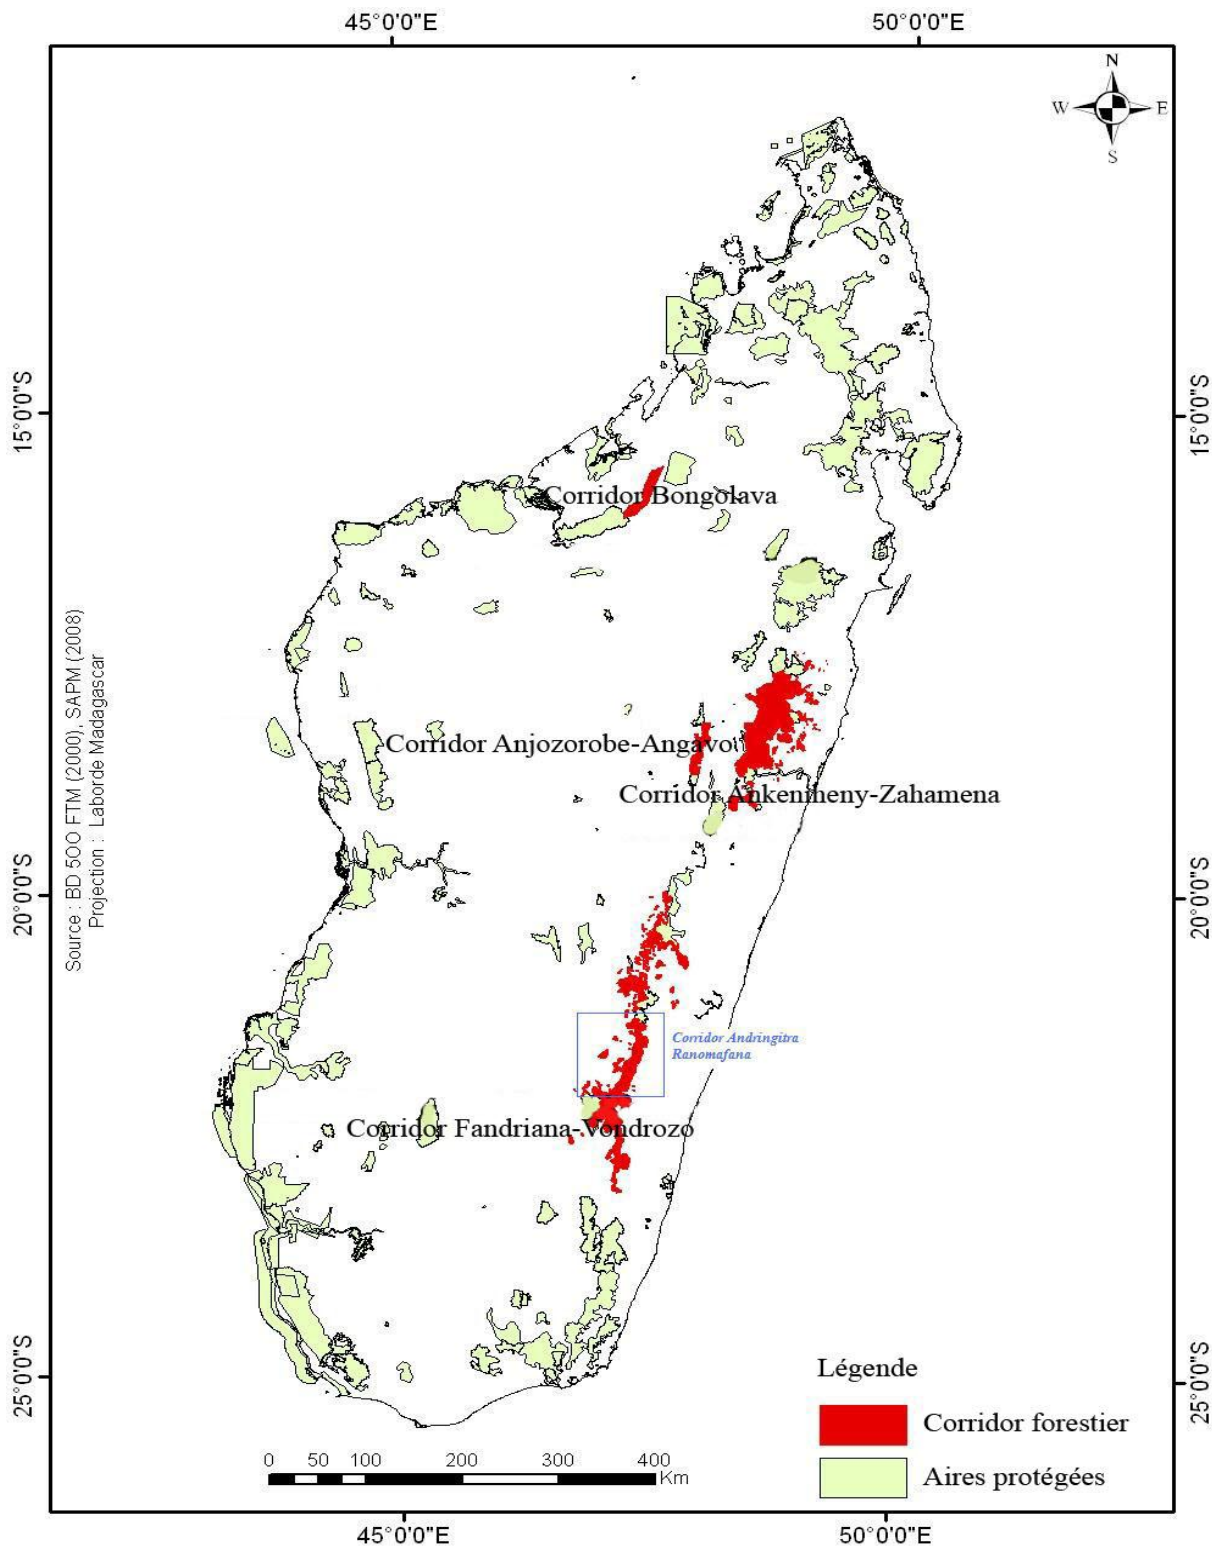 45°0'0"E
50°0'0"E
N
W
E
S
15°0'0"S
15°0'0"S
Corridor Bongolava
Source : BD 5OO FTM (2000), SAPM (2008)
Projection : Laborde Madagascar
Corridor Anjozorobe-Angavo
Corridor Ankeniheny-Zahamena
20°0'0"S
20°0'0"S
Corridor Andringitra
Ranomafana
Corridor Fandriana-Vondrozo
25°0'0"S
25°0'0"S
Légende
Corridor forestier
Aires protégées
0 50 100 200 300 400
Km
45°0'0"E
50°0'0"E